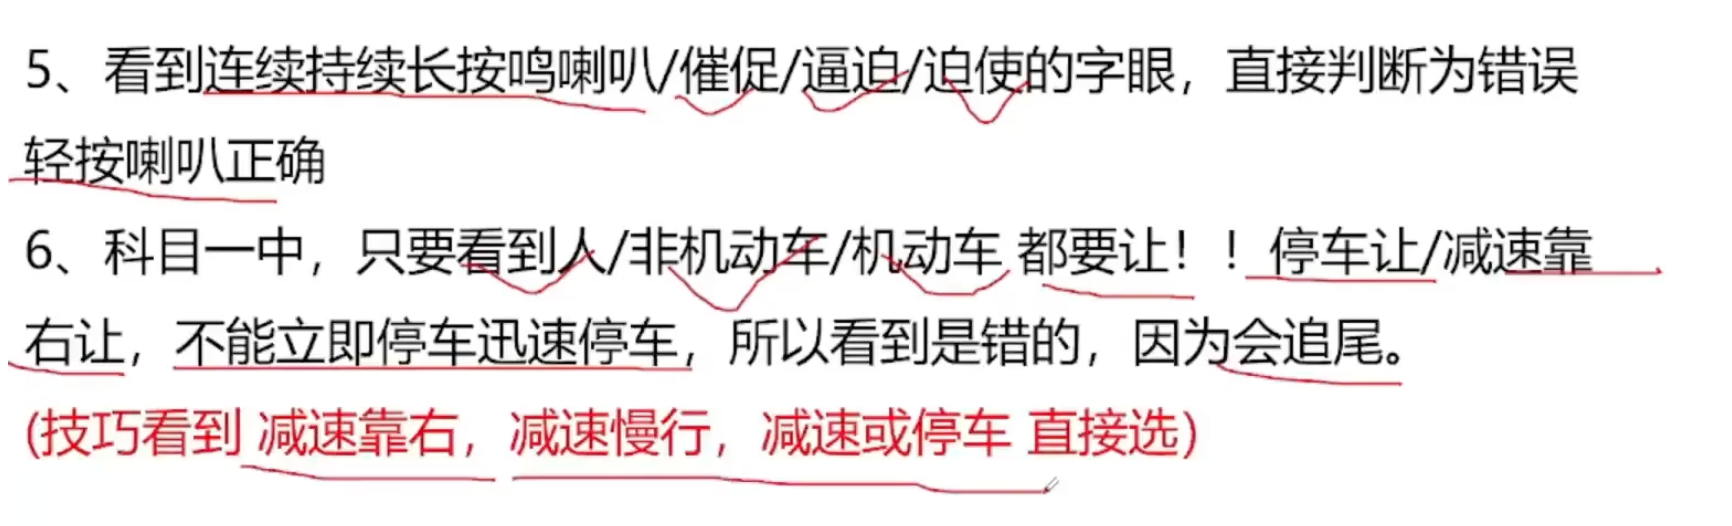 5、看到连续持续长按鸣喇叭/催促/逼迫/迫使的字眼，直接判断为错误
轻按喇叭正确
6、科目一中，只要看到人/非机动车/机动车 都要让！！停车让/减速靠
右让，不能立即停车迅速停车，所以看到是错的，因为会追尾。
(技巧看到 减速靠右，减速慢行，减速或停车 直接选）